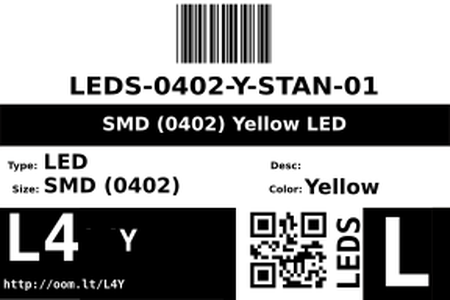 LEDS-0402-Y-STAN-01
SMD (0402) Yellow LED
Type: LED
Desc:
Size: SMD (0402)
Color: Yellow
L4 Y
LEDS
L
http://oom.lt/L4Y